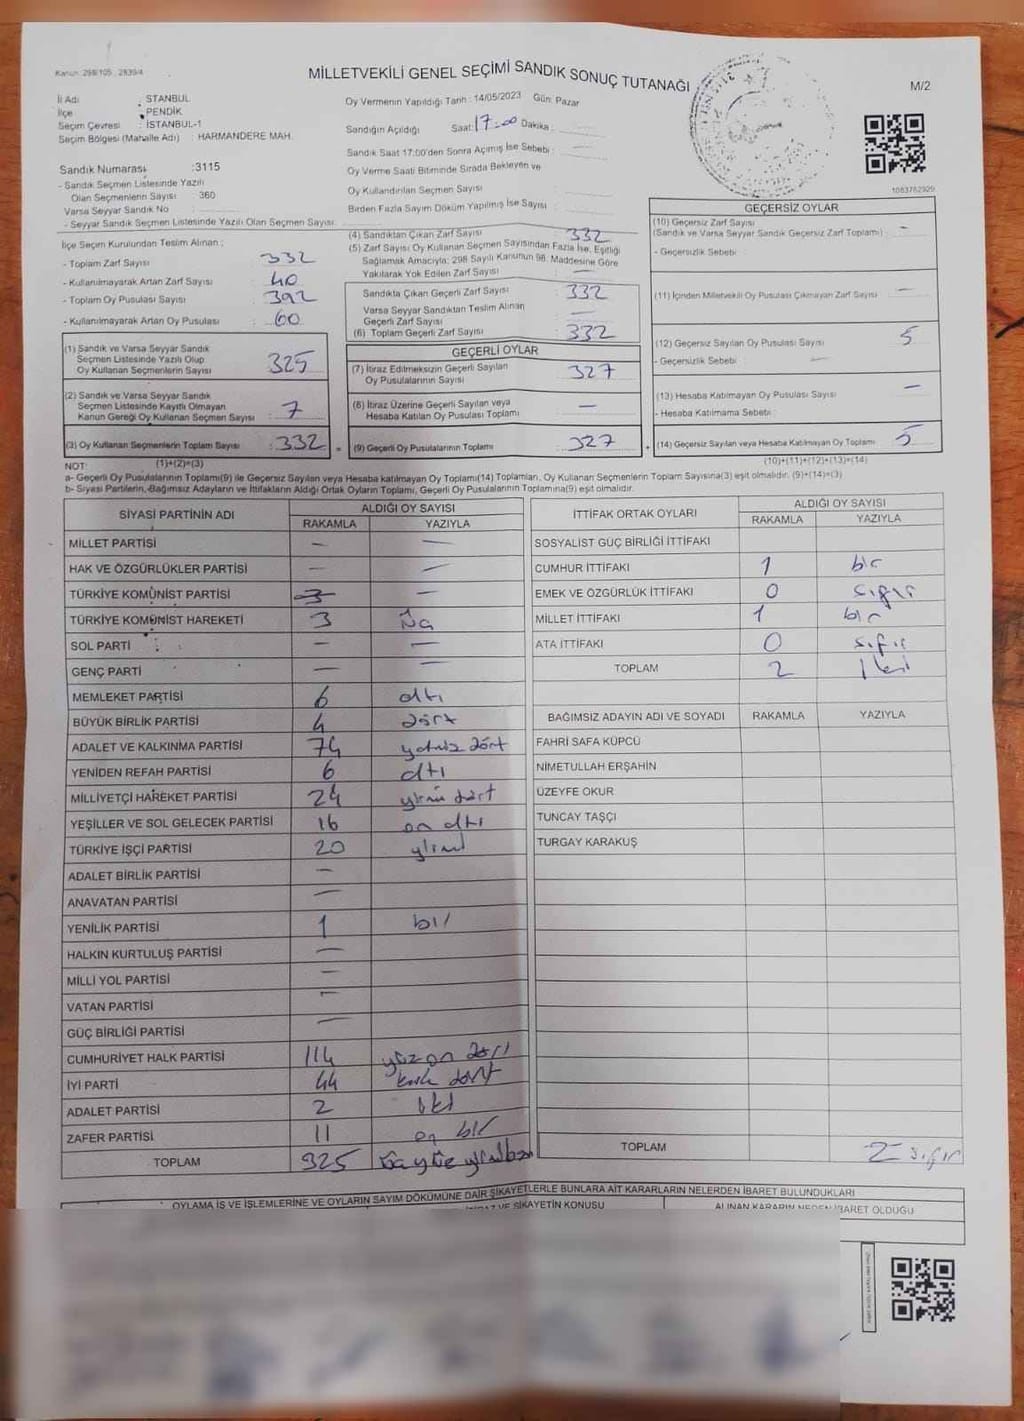 Kanun: 298/105, 2839/4
MİLLETVEKİLİ GENEL SEÇİMİ SANDIK SONUÇ TUTANAĞI
M/2
İl Adı : STANBUL
İlçe : PENDİK
Seçim Çevresi : İSTANBUL-1
Seçim Bölgesi (Mahalle Adı) : HARMANDERE MAH.
Oy Vermenin Yapıldığı Tarih : 14/05/2023 Gün: Pazar
Sandığın Açıldığı Saat: 17:00 Dakika :
Sandık Saat 17:00'den Sonra Açılmış İse Sebebi : —
Oy Verme Saati Bitiminde Sırada Bekleyen ve
Oy Kullandırılan Seçmen Sayısı
Birden Fazla Sayım Döküm Yapılmış İse Sayısı :
1083762929
Sandık Numarası :3115
- Sandık Seçmen Listesinde Yazılı
Olan Seçmenlerin Sayısı : 360
Varsa Seyyar Sandık No :
- Seyyar Sandık Seçmen Listesinde Yazılı Olan Seçmen Sayısı:
İlçe Seçim Kurulundan Teslim Alınan ;
- Toplam Zarf Sayısı : 332
- Kullanılmayarak Artan Zarf Sayısı : 40
- Toplam Oy Pusulası Sayısı : 392
- Kullanılmayarak Artan Oy Pusulası : 60
(1) Sandık ve Varsa Seyyar Sandık
Seçmen Listesinde Yazılı Olup
Oy Kullanan Seçmenlerin Sayısı : 325
(2) Sandık ve Varsa Seyyar Sandık
Seçmen Listesinde Kayıtlı Olmayan
Kanun Gereği Oy Kullanan Seçmen Sayısı : 7
(3) Oy Kullanan Seçmenlerin Toplam Sayısı : 332 =
(1)+(2)=(3)
(4) Sandıktan Çıkan Zarf Sayısı : 332
(5) Zarf Sayısı Oy Kullanan Seçmen Sayısından Fazla İse, Eşitliği
Sağlamak Amacıyla; 298 Sayılı Kanunun 98. Maddesine Göre
Yakılarak Yok Edilen Zarf Sayısı : —
Sandıkta Çıkan Geçerli Zarf Sayısı : 332
Varsa Seyyar Sandıktan Teslim Alınan
Geçerli Zarf Sayısı : —
(6) Toplam Geçerli Zarf Sayısı : 332
GEÇERLİ OYLAR
(7) İtiraz Edilmeksizin Geçerli Sayılan
Oy Pusulalarının Sayısı : 327
(8) İtiraz Üzerine Geçerli Sayılan veya
Hesaba Katılan Oy Pusulası Toplamı : —
(9) Geçerli Oy Pusulalarının Toplamı : 327 +
GEÇERSİZ OYLAR
(10) Geçersiz Zarf Sayısı
(Sandık ve Varsa Seyyar Sandık Geçersiz Zarf Toplamı) : —
- Geçersizlik Sebebi :
(11) İçinden Milletvekili Oy Pusulası Çıkmayan Zarf Sayısı : —
(12) Geçersiz Sayılan Oy Pusulası Sayısı : 5
- Geçersizlik Sebebi : —
(13) Hesaba Katılmayan Oy Pusulası Sayısı : —
- Hesaba Katılmama Sebebi :
(14) Geçersiz Sayılan veya Hesaba Katılmayan Oy Toplamı : 5
(10)+(11)+(12)+(13)=(14)
NOT:
a- Geçerli Oy Pusulalarının Toplamı(9) ile Geçersiz Sayılan veya Hesaba katılmayan Oy Toplamı(14) Toplamları, Oy Kullanan Seçmenlerin Toplam Sayısına(3) eşit olmalıdır. (9)+(14)=(3)
b- Siyasi Partilerin, Bağımsız Adayların ve İttifakların Aldığı Ortak Oyların Toplamı, Geçerli Oy Pusulalarının Toplamına(9) eşit olmalıdır.
SİYASİ PARTİNİN ADI ALDIĞI OY SAYISI
RAKAMLA YAZIYLA
MİLLET PARTİSİ — —
HAK VE ÖZGÜRLÜKLER PARTİSİ — —
TÜRKİYE KOMÜNİST PARTİSİ 3 —
TÜRKİYE KOMÜNİST HAREKETİ 3
SOL PARTİ — —
GENÇ PARTİ — —
MEMLEKET PARTİSİ 6 altı
BÜYÜK BİRLİK PARTİSİ 4 dört
ADALET VE KALKINMA PARTİSİ 74 yetmiş dört
YENİDEN REFAH PARTİSİ 6 altı
MİLLİYETÇİ HAREKET PARTİSİ 24 yirmi dört
YEŞİLLER VE SOL GELECEK PARTİSİ 16 on altı
TÜRKİYE İŞÇİ PARTİSİ 20 yirmi
ADALET BİRLİK PARTİSİ —
ANAVATAN PARTİSİ —
YENİLİK PARTİSİ 1 bir
HALKIN KURTULUŞ PARTİSİ —
MİLLİ YOL PARTİSİ —
VATAN PARTİSİ —
GÜÇ BİRLİĞİ PARTİSİ —
CUMHURİYET HALK PARTİSİ 114 yüz on dört
İYİ PARTİ 44 kırk dört
ADALET PARTİSİ 2 iki
ZAFER PARTİSİ 11 on bir
TOPLAM 325
İTTİFAK ORTAK OYLARI ALDIĞI OY SAYISI
RAKAMLA YAZIYLA
SOSYALİST GÜÇ BİRLİĞİ İTTİFAKI
CUMHUR İTTİFAKI 1 bir
EMEK VE ÖZGÜRLÜK İTTİFAKI 0 sıfır
MİLLET İTTİFAKI 1 bir
ATA İTTİFAKI 0 sıfır
TOPLAM 2 iki
BAĞIMSIZ ADAYIN ADI VE SOYADI RAKAMLA YAZIYLA
FAHRİ SAFA KÜPCÜ
NİMETULLAH ERŞAHİN
ÜZEYFE OKUR
TUNCAY TAŞÇI
TURGAY KARAKUŞ
TOPLAM sıfır
OYLAMA İŞ VE İŞLEMLERİNE VE OYLARIN SAYIM DÖKÜMÜNE DAİR ŞİKAYETLERLE BUNLARA AİT KARARLARIN NELERDEN İBARET BULUNDUKLARI
İTİRAZ VE ŞİKAYETİN KONUSU ALINAN KARARIN NEDEN İBARET OLDUĞU